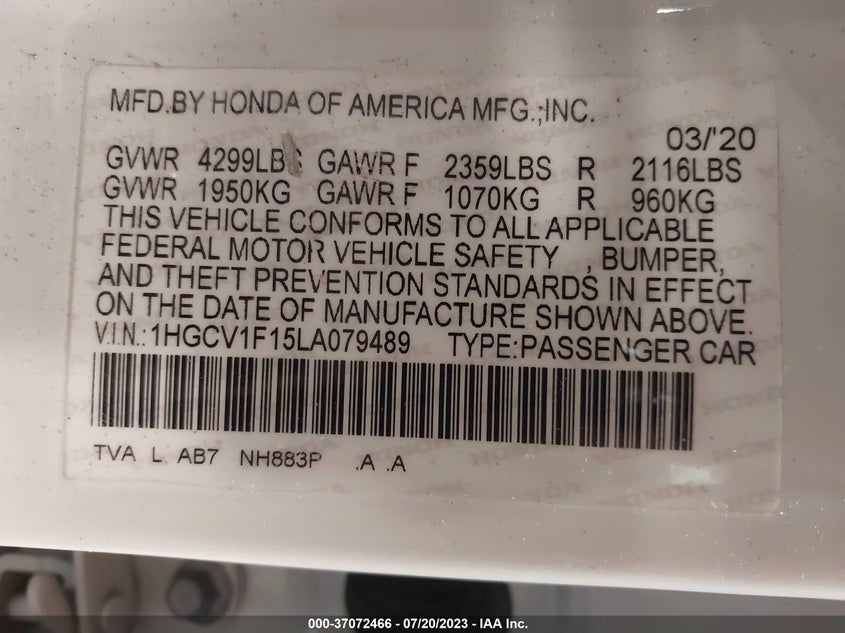 MFD.BY HONDA OF AMERICA MFG.,INC.
03/'20
GVWR 4299LBS GAWR F 2359LBS R 2116LBS
GVWR 1950KG GAWR F 1070KG R 960KG
THIS VEHICLE CONFORMS TO ALL APPLICABLE
FEDERAL MOTOR VEHICLE SAFETY , BUMPER,
AND THEFT PREVENTION STANDARDS IN EFFECT
ON THE DATE OF MANUFACTURE SHOWN ABOVE.
V.I.N.:1HGCV1F15LA079489 TYPE:PASSENGER CAR
TVA L AB7 NH883P .A .A
000-37072466 - 07/20/2023 - IAA Inc.